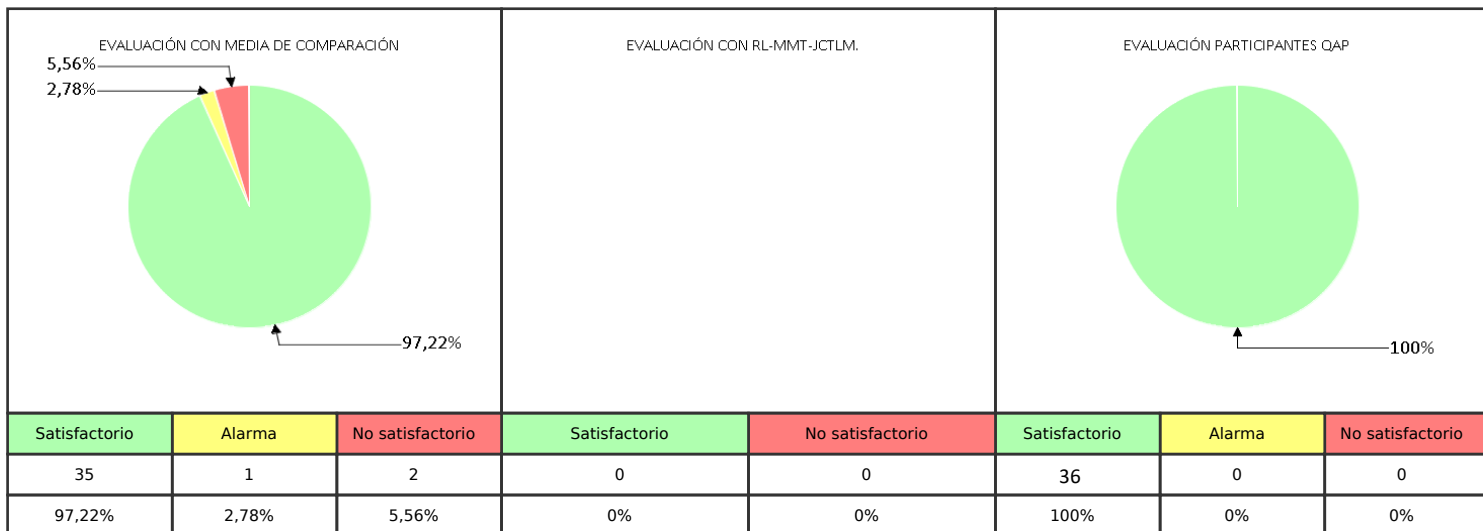 EVALUACIÓN CON MEDIA DE COMPARACIÓN
5,56%
2,78%
97,22%
EVALUACIÓN CON RL-MMT-JCTLM.
EVALUACIÓN PARTICIPANTES QAP
100%
Satisfactorio Alarma No satisfactorio Satisfactorio No satisfactorio Satisfactorio Alarma No satisfactorio
35 1 2 0 0 36 0 0
97,22% 2,78% 5,56% 0% 0% 100% 0% 0%